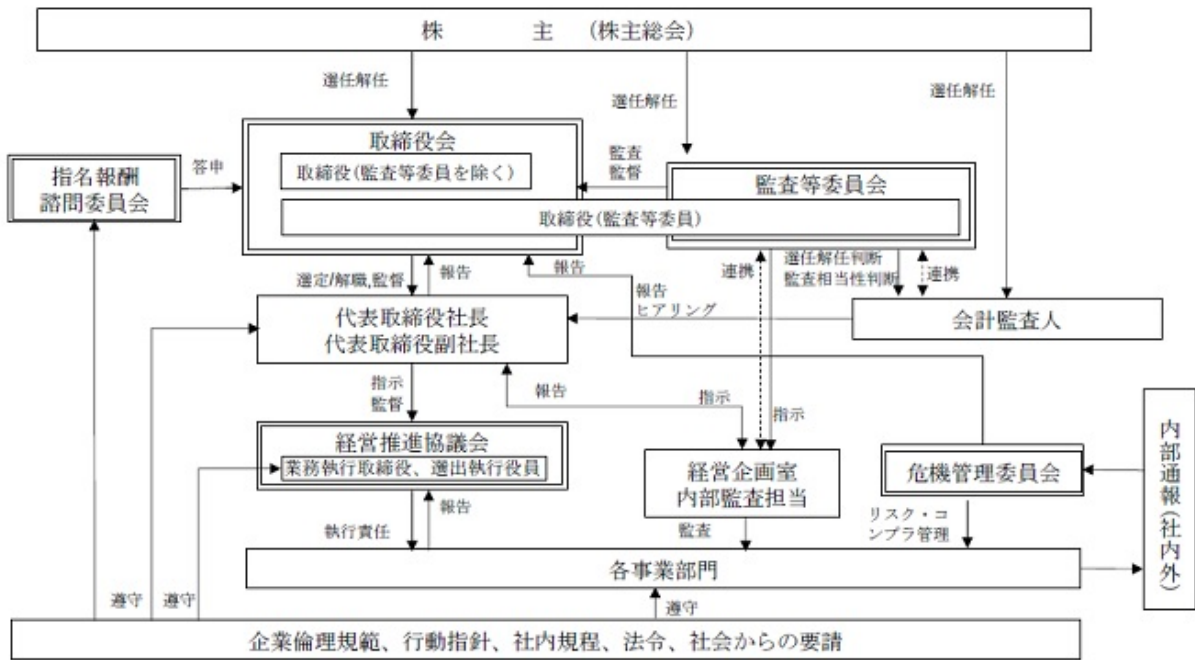 株　主　(株主総会)
選任解任
選任解任
選任解任
取締役会
取締役(監査等委員を除く)
監査
監督
監査等委員会
指名報酬
諮問委員会
答申
取締役(監査等委員)
選定/解職,監督
報告
報告
報告
ヒアリング
連携
選任解任判断
監査相当性判断
連携
代表取締役社長
代表取締役副社長
会計監査人
指示
監督
報告
指示
指示
経営推進協議会
業務執行取締役、選出執行役員
経営企画室
内部監査担当
危機管理委員会
内部通報(社内外)
執行責任
報告
監査
リスク・コ
ンプラ管理
各事業部門
遵守
遵守
遵守
企業倫理規範、行動指針、社内規程、法令、社会からの要請